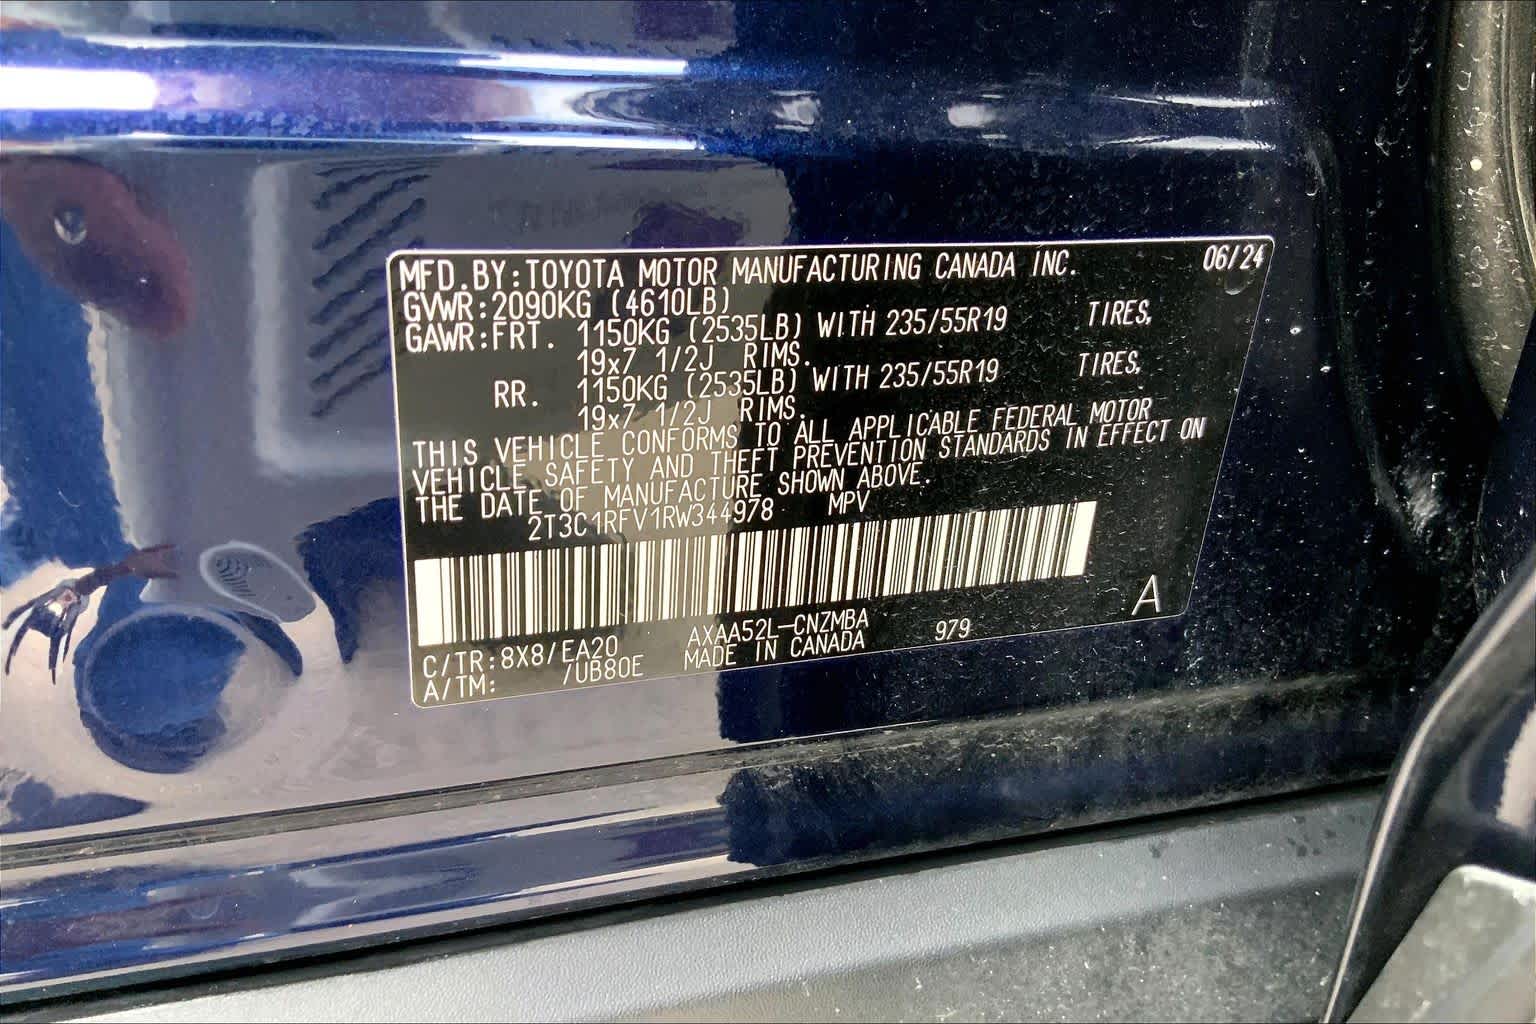 MFD.BY:TOYOTA MOTOR MANUFACTURING CANADA INC. 06/24
GVWR:2090KG (4610LB)
GAWR:FRT. 1150KG (2535LB) WITH 235/55R19 TIRES,
19x7 1/2J RIMS.
RR. 1150KG (2535LB) WITH 235/55R19 TIRES,
19x7 1/2J RIMS.
THIS VEHICLE CONFORMS TO ALL APPLICABLE FEDERAL MOTOR
VEHICLE SAFETY AND THEFT PREVENTION STANDARDS IN EFFECT ON
THE DATE OF MANUFACTURE SHOWN ABOVE.
2T3C1RFV1RW344978 MPV
A
C/TR:8X8/EA20 AXAA52L-CNZMBA 979
A/TM: /UB80E MADE IN CANADA